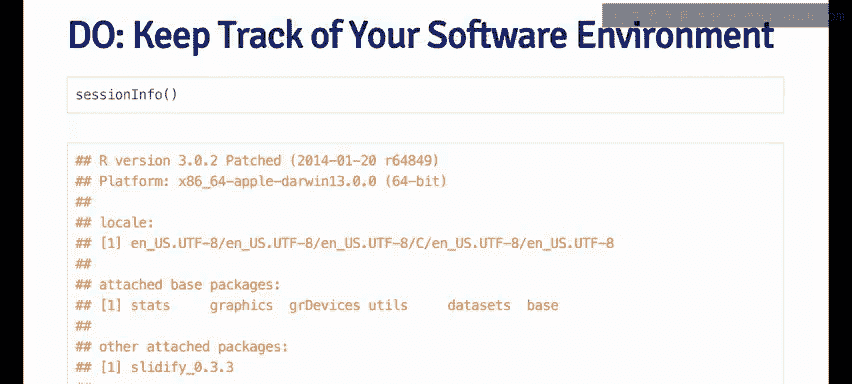 DO: Keep Track of Your Software Environment
sessionInfo()
## R version 3.0.2 Patched (2014-01-20 r64849)
## Platform: x86_64-apple-darwin13.0.0 (64-bit)
##
## locale:
## [1] en_US.UTF-8/en_US.UTF-8/en_US.UTF-8/C/en_US.UTF-8/en_US.UTF-8
##
## attached base packages:
## [1] stats     graphics  grDevices utils     datasets  base
##
## other attached packages:
## [1] slidify_0.3.3